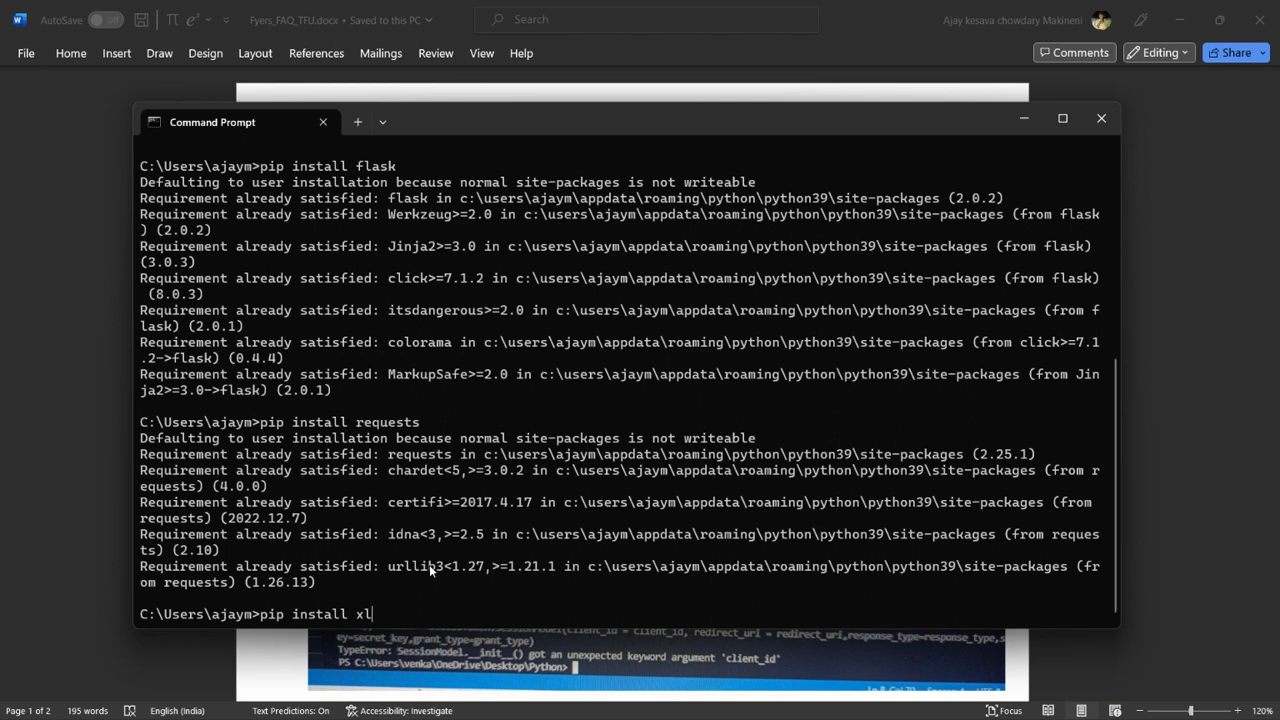 AutoSave Off Fyers_FAQ_TFU.docx • Saved to this PC Search Ajay kesava chowdary Makineni
File Home Insert Draw Design Layout References Mailings Review View Help Comments Editing Share
Command Prompt
C:\Users\ajaym>pip install flask
Defaulting to user installation because normal site-packages is not writeable
Requirement already satisfied: flask in c:\users\ajaym\appdata\roaming\python\python39\site-packages (2.0.2)
Requirement already satisfied: Werkzeug>=2.0 in c:\users\ajaym\appdata\roaming\python\python39\site-packages (from flask
) (2.0.2)
Requirement already satisfied: Jinja2>=3.0 in c:\users\ajaym\appdata\roaming\python\python39\site-packages (from flask)
(3.0.3)
Requirement already satisfied: click>=7.1.2 in c:\users\ajaym\appdata\roaming\python\python39\site-packages (from flask)
(8.0.3)
Requirement already satisfied: itsdangerous>=2.0 in c:\users\ajaym\appdata\roaming\python\python39\site-packages (from f
lask) (2.0.1)
Requirement already satisfied: colorama in c:\users\ajaym\appdata\roaming\python\python39\site-packages (from click>=7.1
.2->flask) (0.4.4)
Requirement already satisfied: MarkupSafe>=2.0 in c:\users\ajaym\appdata\roaming\python\python39\site-packages (from Jin
ja2>=3.0->flask) (2.0.1)
C:\Users\ajaym>pip install requests
Defaulting to user installation because normal site-packages is not writeable
Requirement already satisfied: requests in c:\users\ajaym\appdata\roaming\python\python39\site-packages (2.25.1)
Requirement already satisfied: chardet<5,>=3.0.2 in c:\users\ajaym\appdata\roaming\python\python39\site-packages (from r
equests) (4.0.0)
Requirement already satisfied: certifi>=2017.4.17 in c:\users\ajaym\appdata\roaming\python\python39\site-packages (from
requests) (2022.12.7)
Requirement already satisfied: idna<3,>=2.5 in c:\users\ajaym\appdata\roaming\python\python39\site-packages (from reques
ts) (2.10)
Requirement already satisfied: urllib3<1.27,>=1.21.1 in c:\users\ajaym\appdata\roaming\python\python39\site-packages (fr
om requests) (1.26.13)
C:\Users\ajaym>pip install xl
ey=secret_key,grant_type=grant_type)
TypeError: SessionModel.__init__() got an unexpected keyword argument 'client_id'
PS C:\Users\venka\OneDrive\Desktop\Python>
Page 1 of 2 195 words English (India) Text Predictions: On Accessibility: Investigate Focus 120%